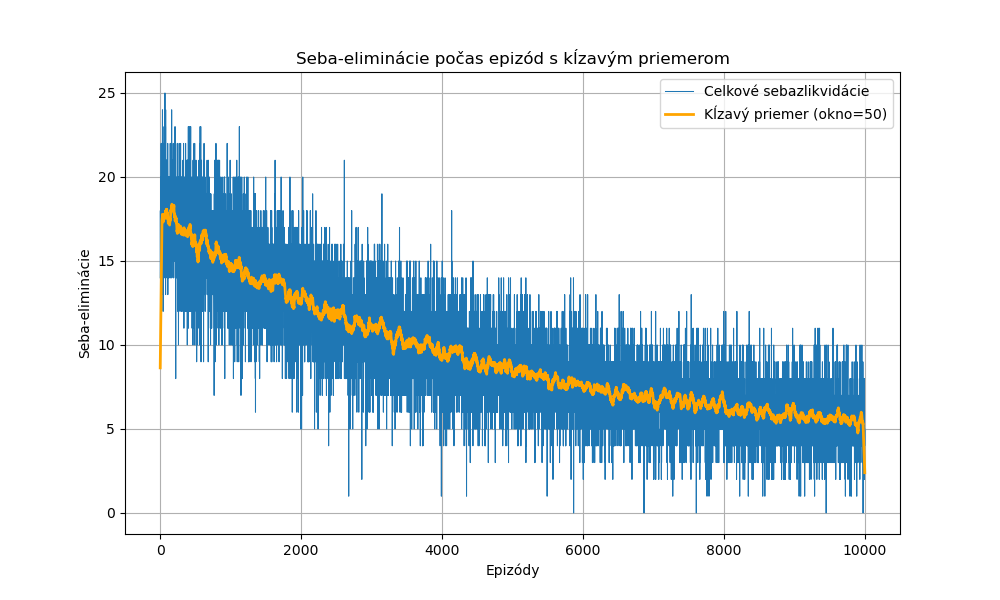 Seba-eliminácie počas epizód s kĺzavým priemerom
Celkové sebazlikvidácie
Kĺzavý priemer (okno=50)
Seba-eliminácie
25
20
15
10
5
0
0 2000 4000 6000 8000 10000
Epizódy